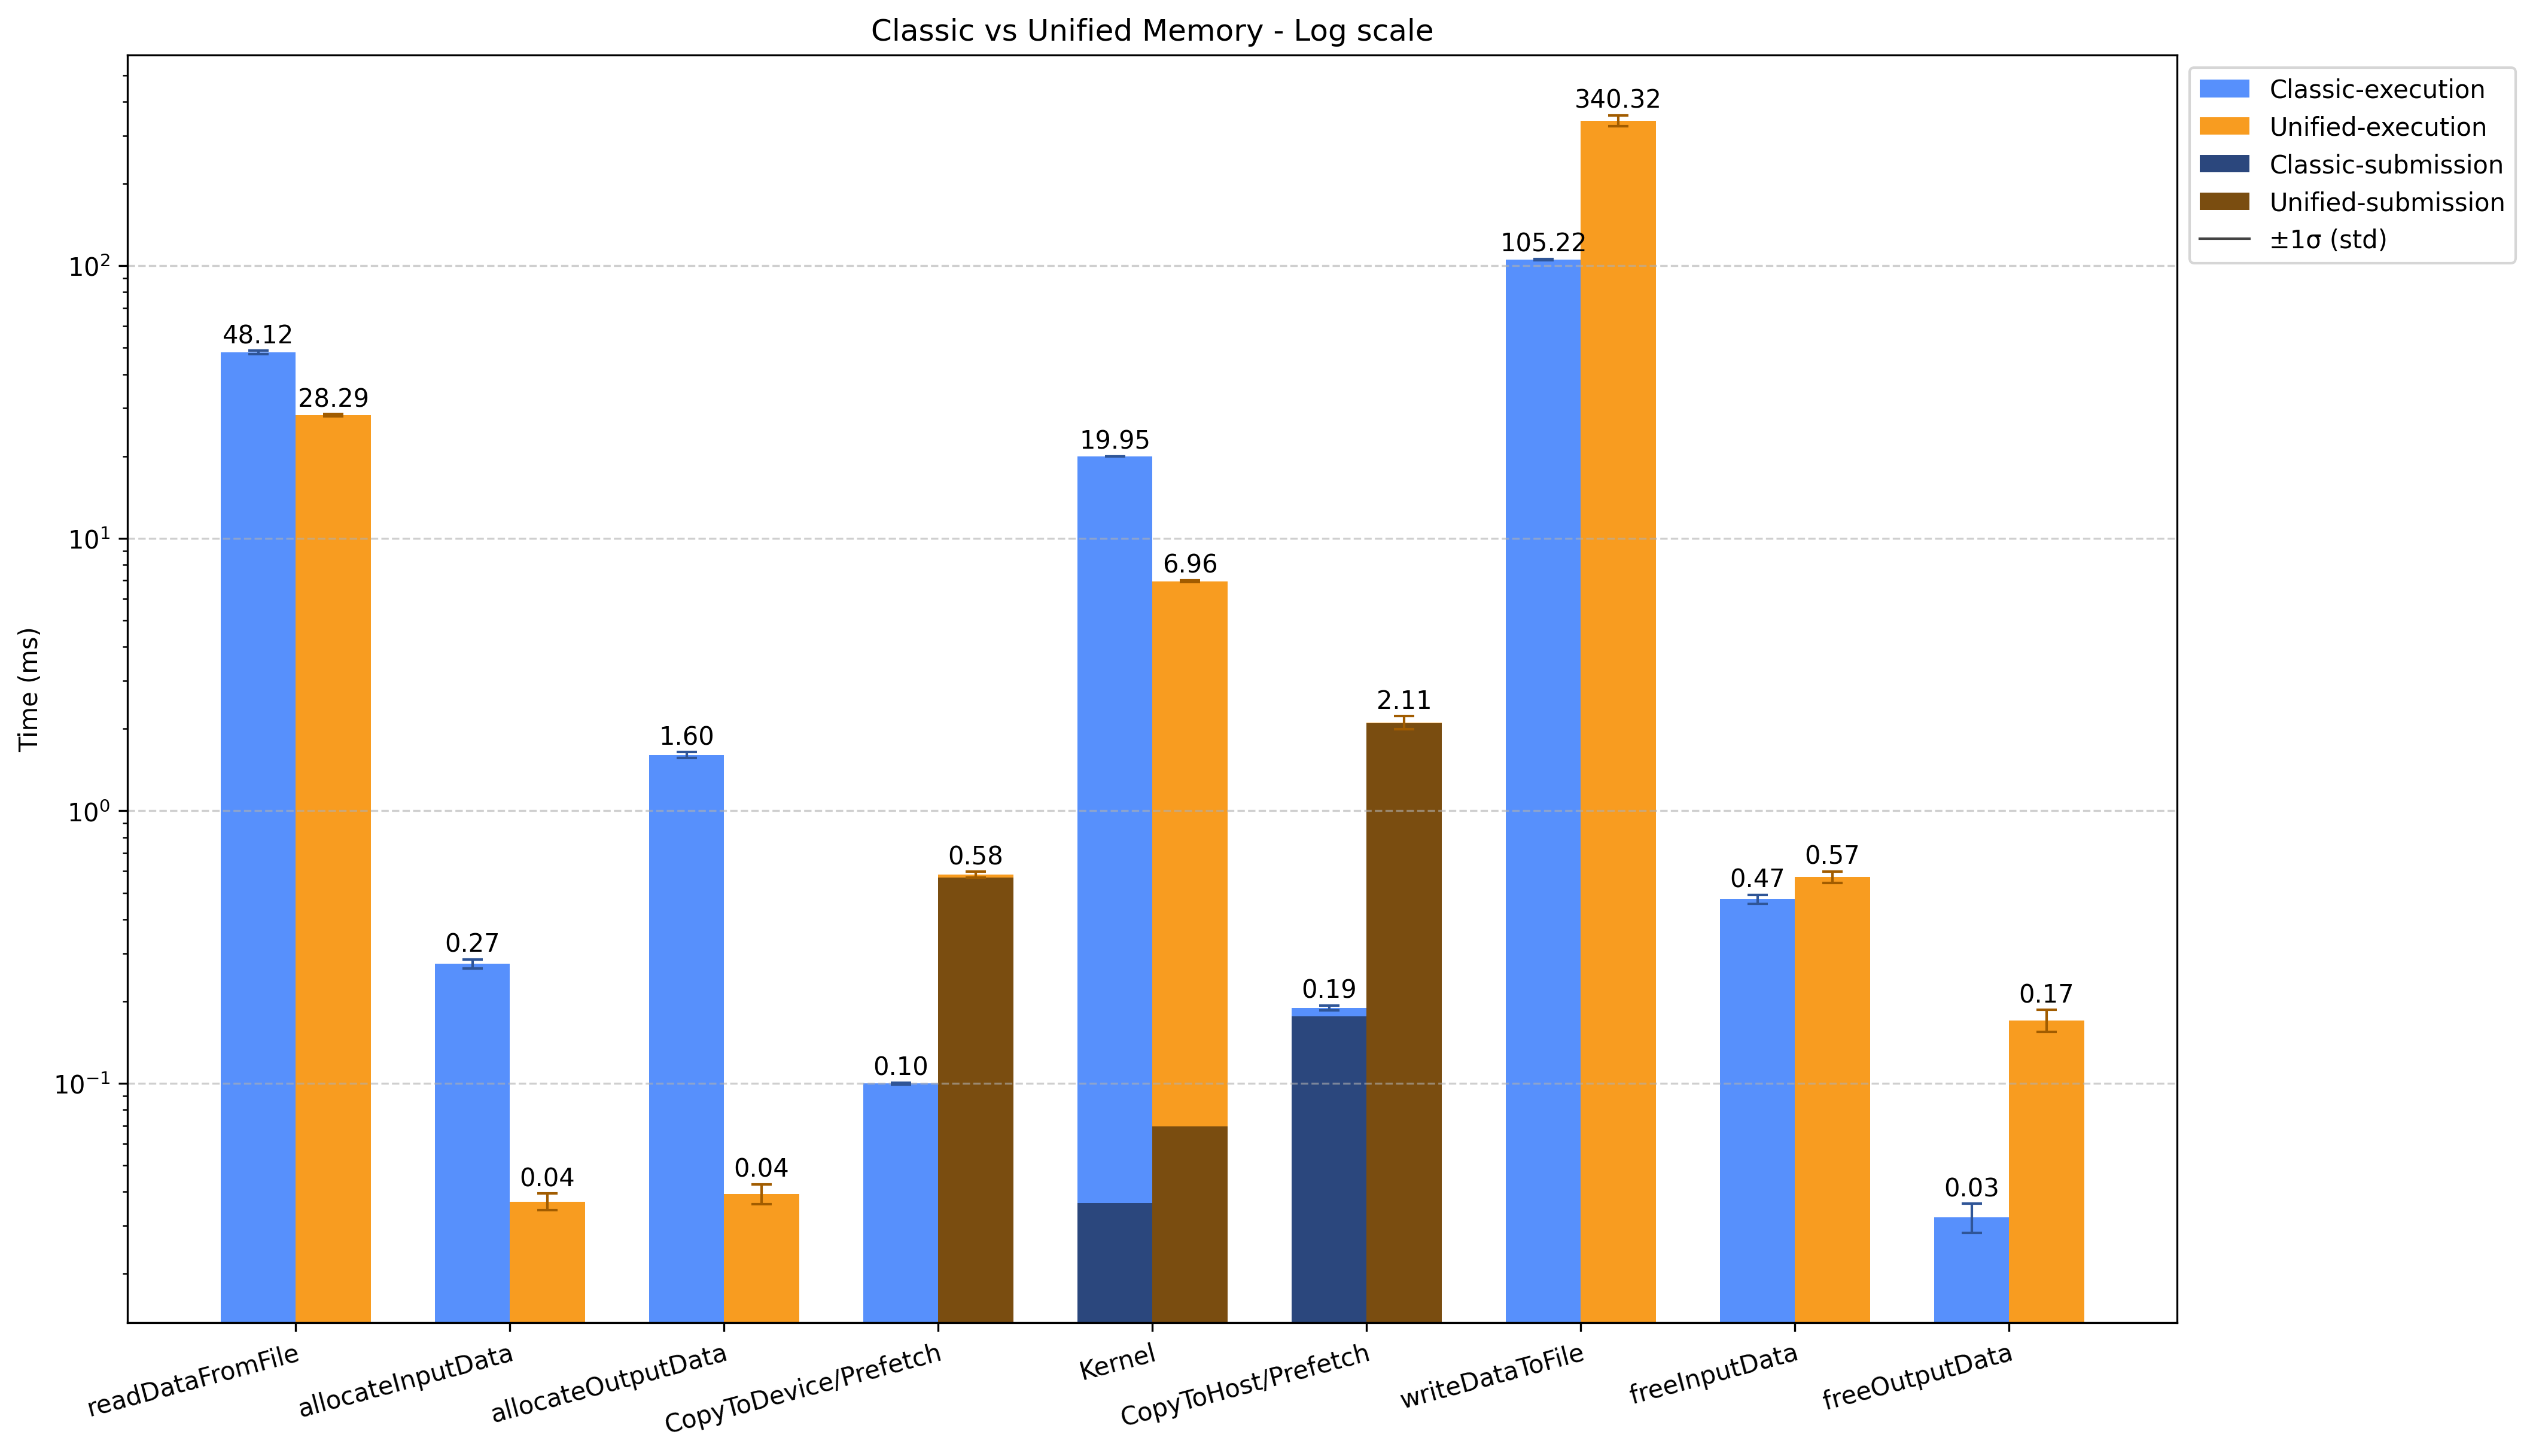 Classic vs Unified Memory - Log scale
Classic-execution
Unified-execution
Classic-submission
Unified-submission
±1σ (std)
Time (ms)
10²
10¹
10⁰
10⁻¹
48.12
28.29
0.27
0.04
1.60
0.04
0.10
0.58
19.95
6.96
0.19
2.11
105.22
340.32
0.47
0.57
0.03
0.17
readDataFromFile
allocateInputData
allocateOutputData
CopyToDevice/Prefetch
Kernel
CopyToHost/Prefetch
writeDataToFile
freeInputData
freeOutputData